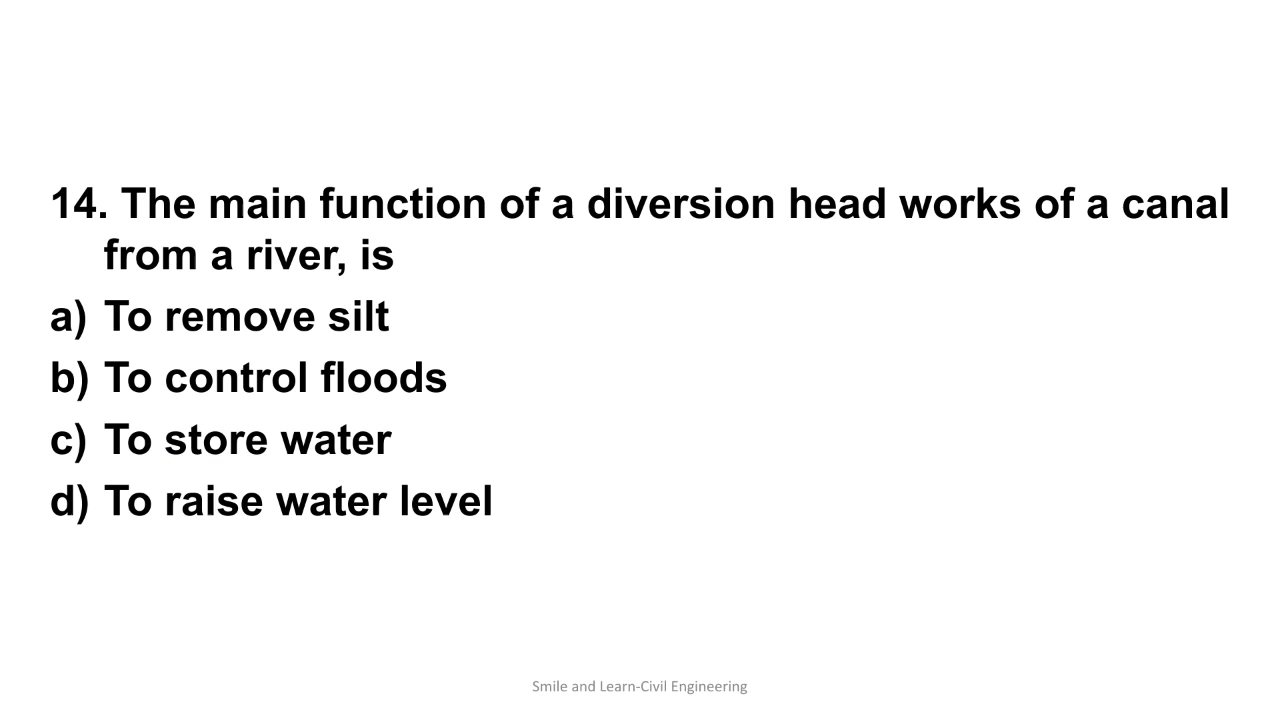 14. The main function of a diversion head works of a canal
from a river, is
a) To remove silt
b) To control floods
c) To store water
d) To raise water level
Smile and Learn-Civil Engineering